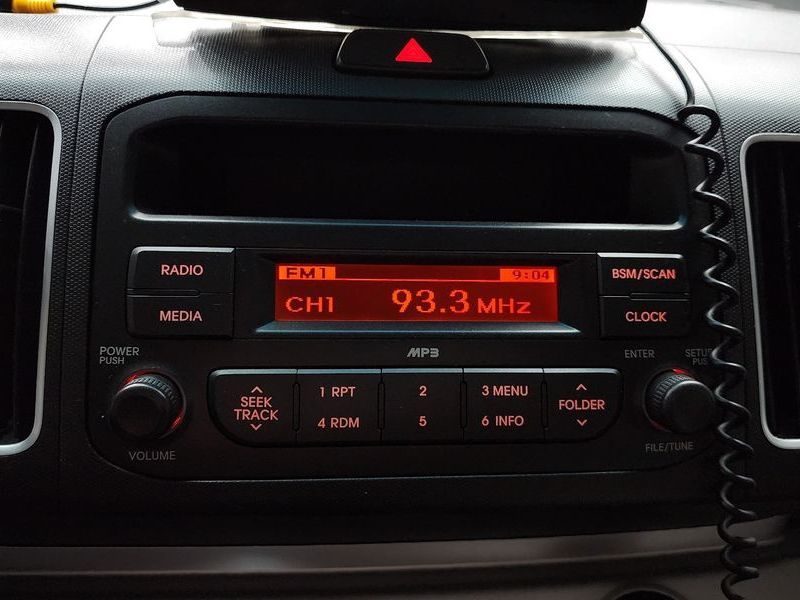 RADIO
MEDIA
FM1 9:04
CH1 93.3 MHz
BSM/SCAN
CLOCK
MP3
POWER
PUSH
VOLUME
SEEK
TRACK
1 RPT
4 RDM
2
5
3 MENU
6 INFO
FOLDER
ENTER
SETUP
PUSH
FILE/TUNE